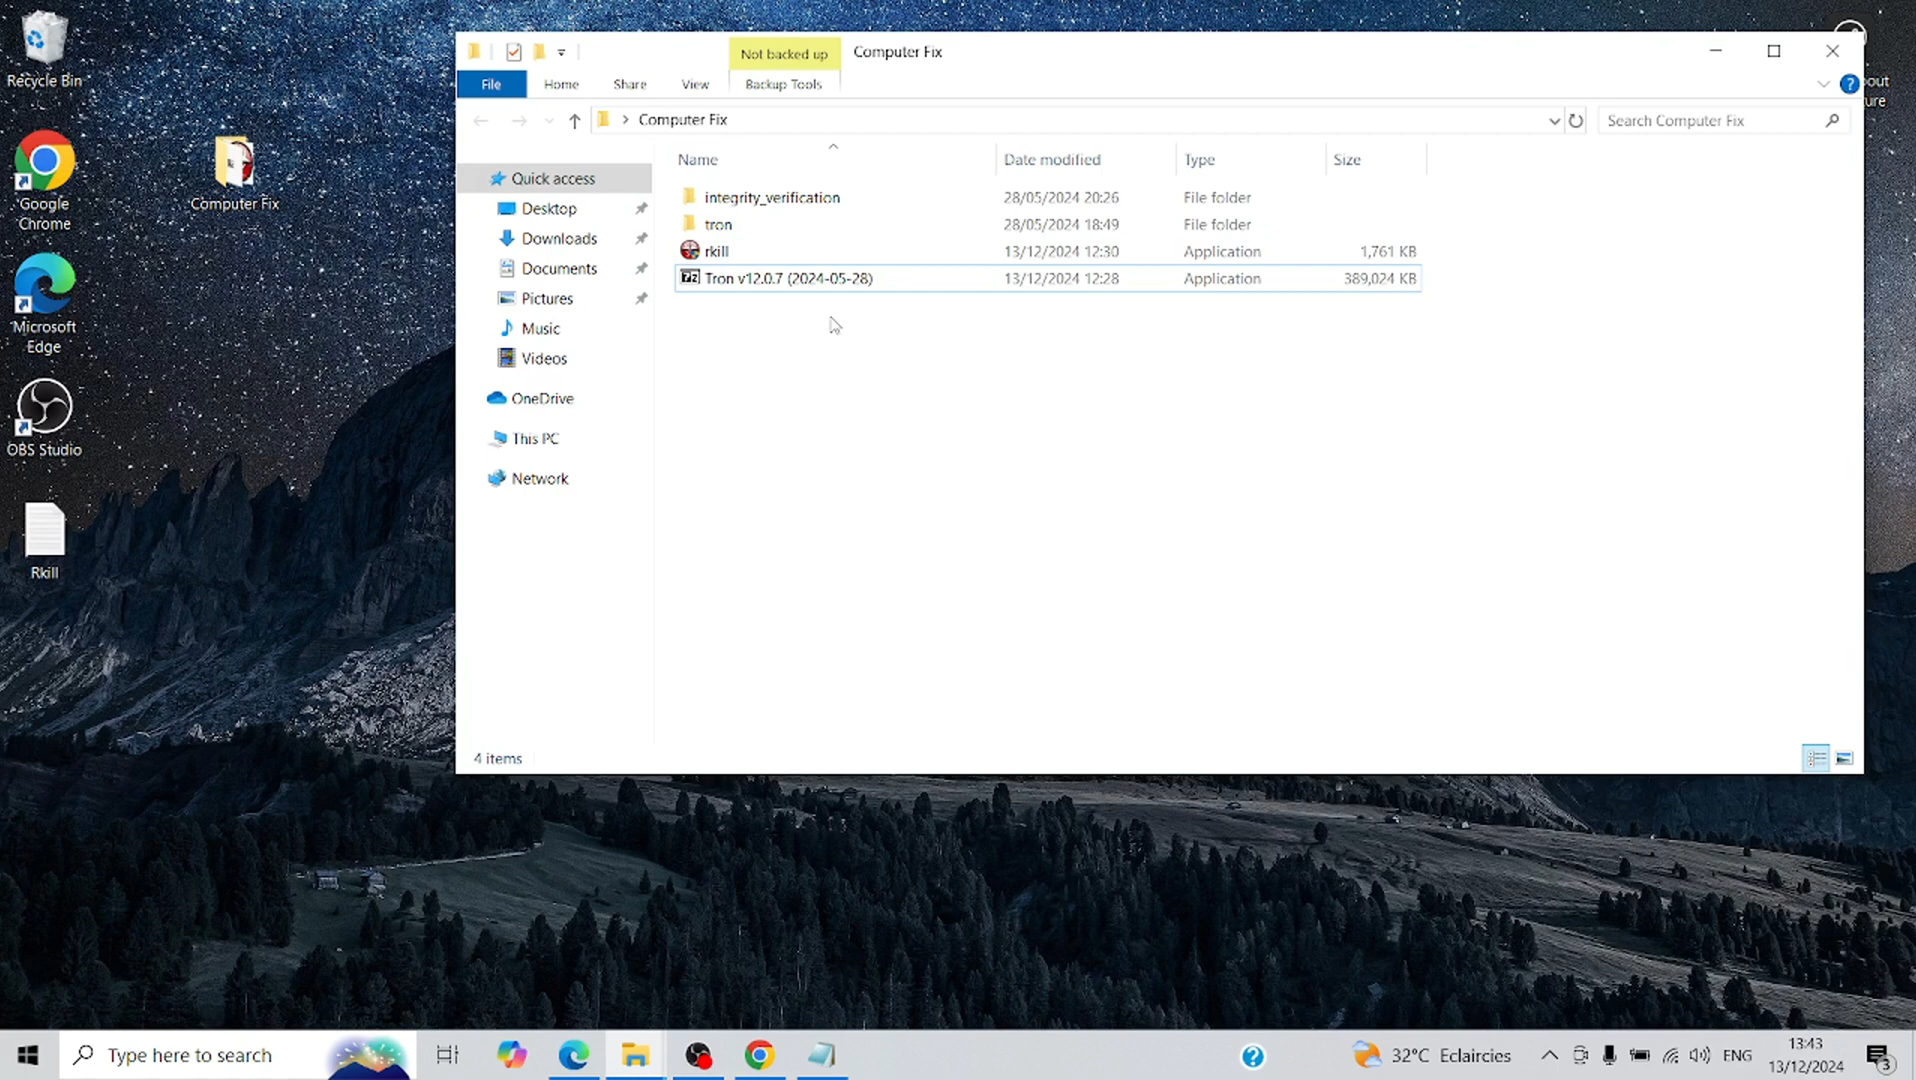 Recycle Bin
Google
Chrome
Microsoft
Edge
OBS Studio
Rkill
Computer Fix
Not backed up
Computer Fix
File
Home
Share
View
Backup Tools
Computer Fix
Search Computer Fix
Quick access
Desktop
Downloads
Documents
Pictures
Music
Videos
OneDrive
This PC
Network
Name
Date modified
Type
Size
integrity_verification
28/05/2024 20:26
File folder
tron
28/05/2024 18:49
File folder
rkill
13/12/2024 12:30
Application
1,761 KB
Tron v12.0.7 (2024-05-28)
13/12/2024 12:28
Application
389,024 KB
4 items
Type here to search
32°C Eclaircies
ENG
13:43
13/12/2024
3